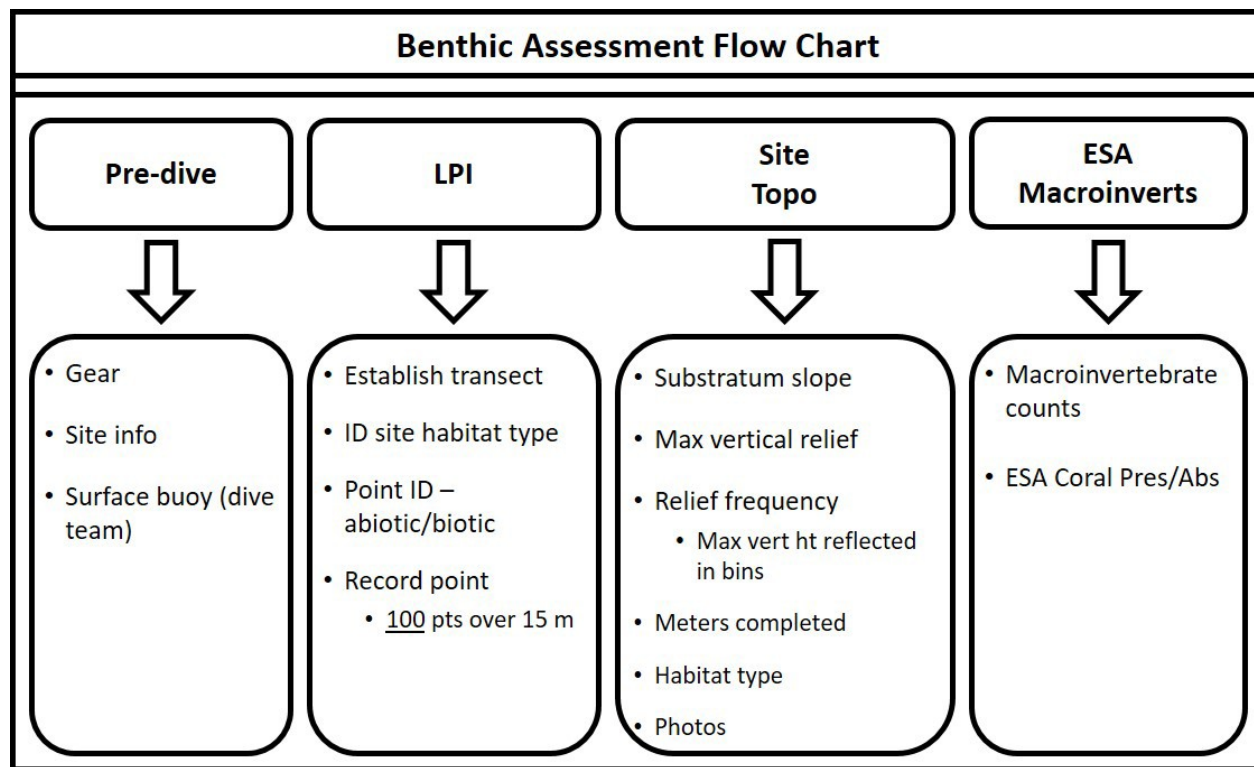 Benthic Assessment Flow Chart
Pre-dive
• Gear
• Site info
• Surface buoy (dive
team)
LPI
• Establish transect
• ID site habitat type
• Point ID –
abiotic/biotic
• Record point
• 100 pts over 15 m
Site
Topo
• Substratum slope
• Max vertical relief
• Relief frequency
• Max vert ht reflected
in bins
• Meters completed
• Habitat type
• Photos
ESA
Macroinverts
• Macroinvertebrate
counts
• ESA Coral Pres/Abs